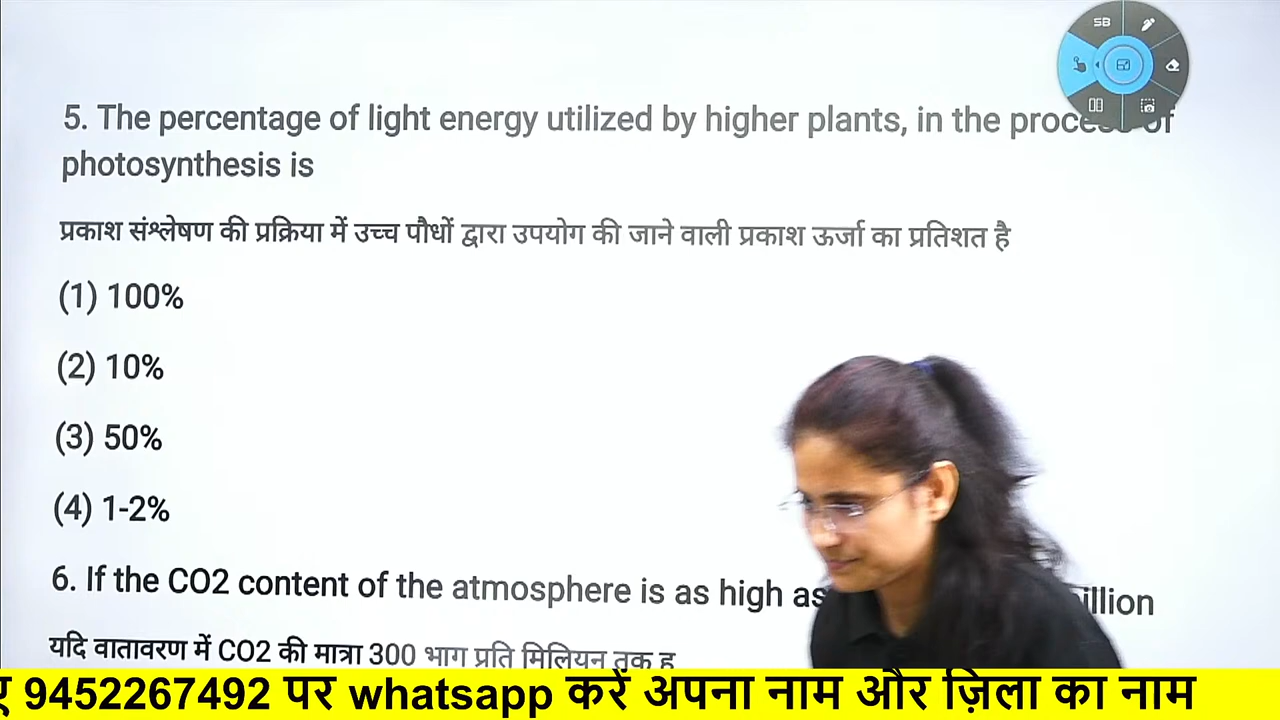 SB
5. The percentage of light energy utilized by higher plants, in the process of
photosynthesis is
प्रकाश संश्लेषण की प्रक्रिया में उच्च पौधों द्वारा उपयोग की जाने वाली प्रकाश ऊर्जा का प्रतिशत है
(1) 100%
(2) 10%
(3) 50%
(4) 1-2%
6. If the CO2 content of the atmosphere is as high as
यदि वातावरण में CO2 की मात्रा 300 भाग प्रति मिलियन तक
9452267492 पर whatsapp करें अपना नाम और ज़िला का नाम